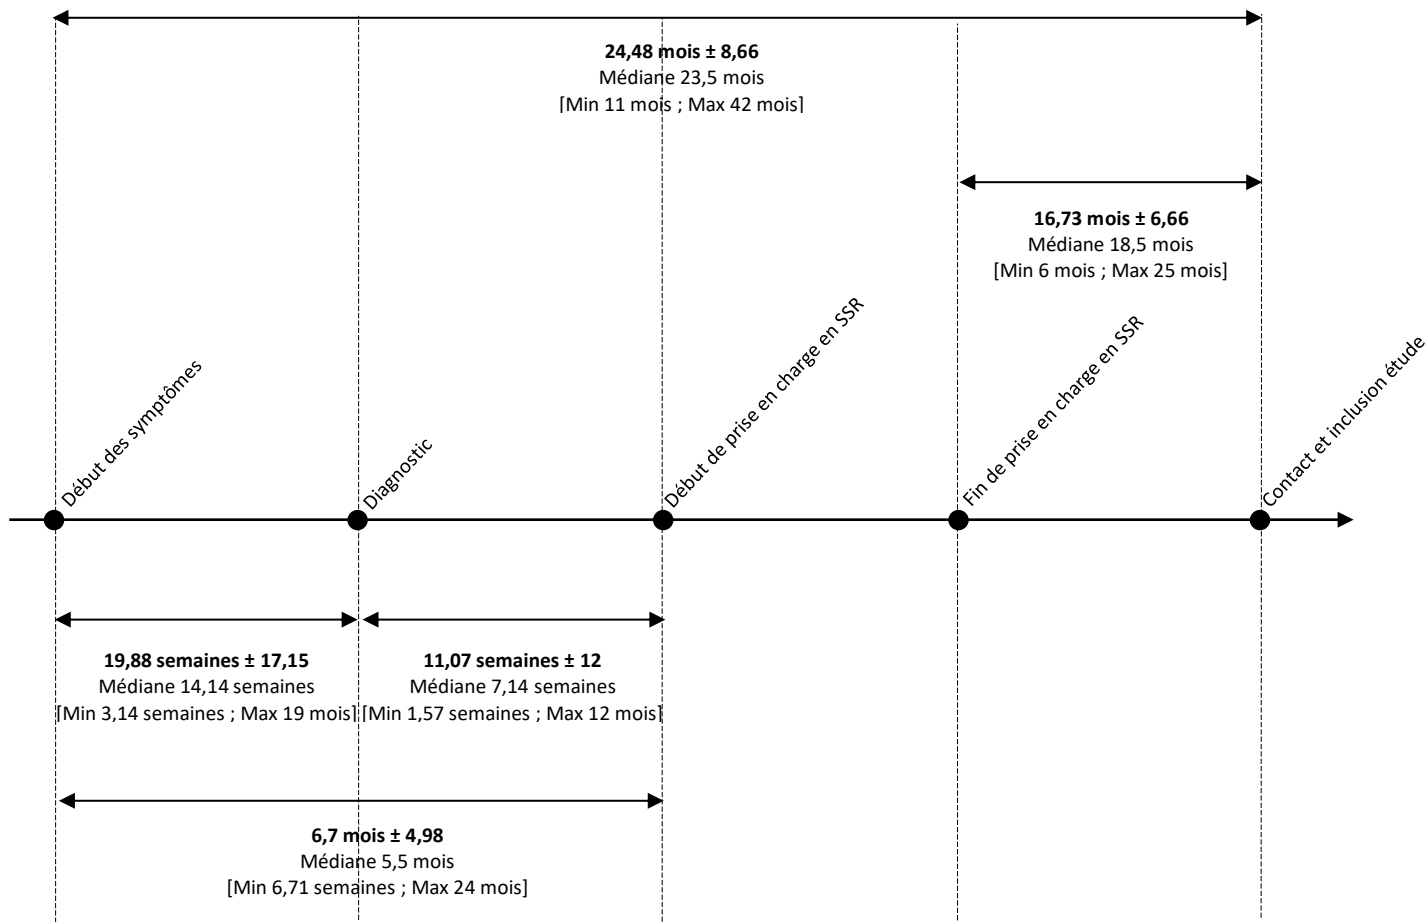 24,48 mois ± 8,66
Médiane 23,5 mois
[Min 11 mois ; Max 42 mois]
16,73 mois ± 6,66
Médiane 18,5 mois
[Min 6 mois ; Max 25 mois]
Début des symptômes
Diagnostic
Début de prise en charge en SSR
Fin de prise en charge en SSR
Contact et inclusion étude
19,88 semaines ± 17,15
Médiane 14,14 semaines
[Min 3,14 semaines ; Max 19 mois]
11,07 semaines ± 12
Médiane 7,14 semaines
[Min 1,57 semaines ; Max 12 mois]
6,7 mois ± 4,98
Médiane 5,5 mois
[Min 6,71 semaines ; Max 24 mois]